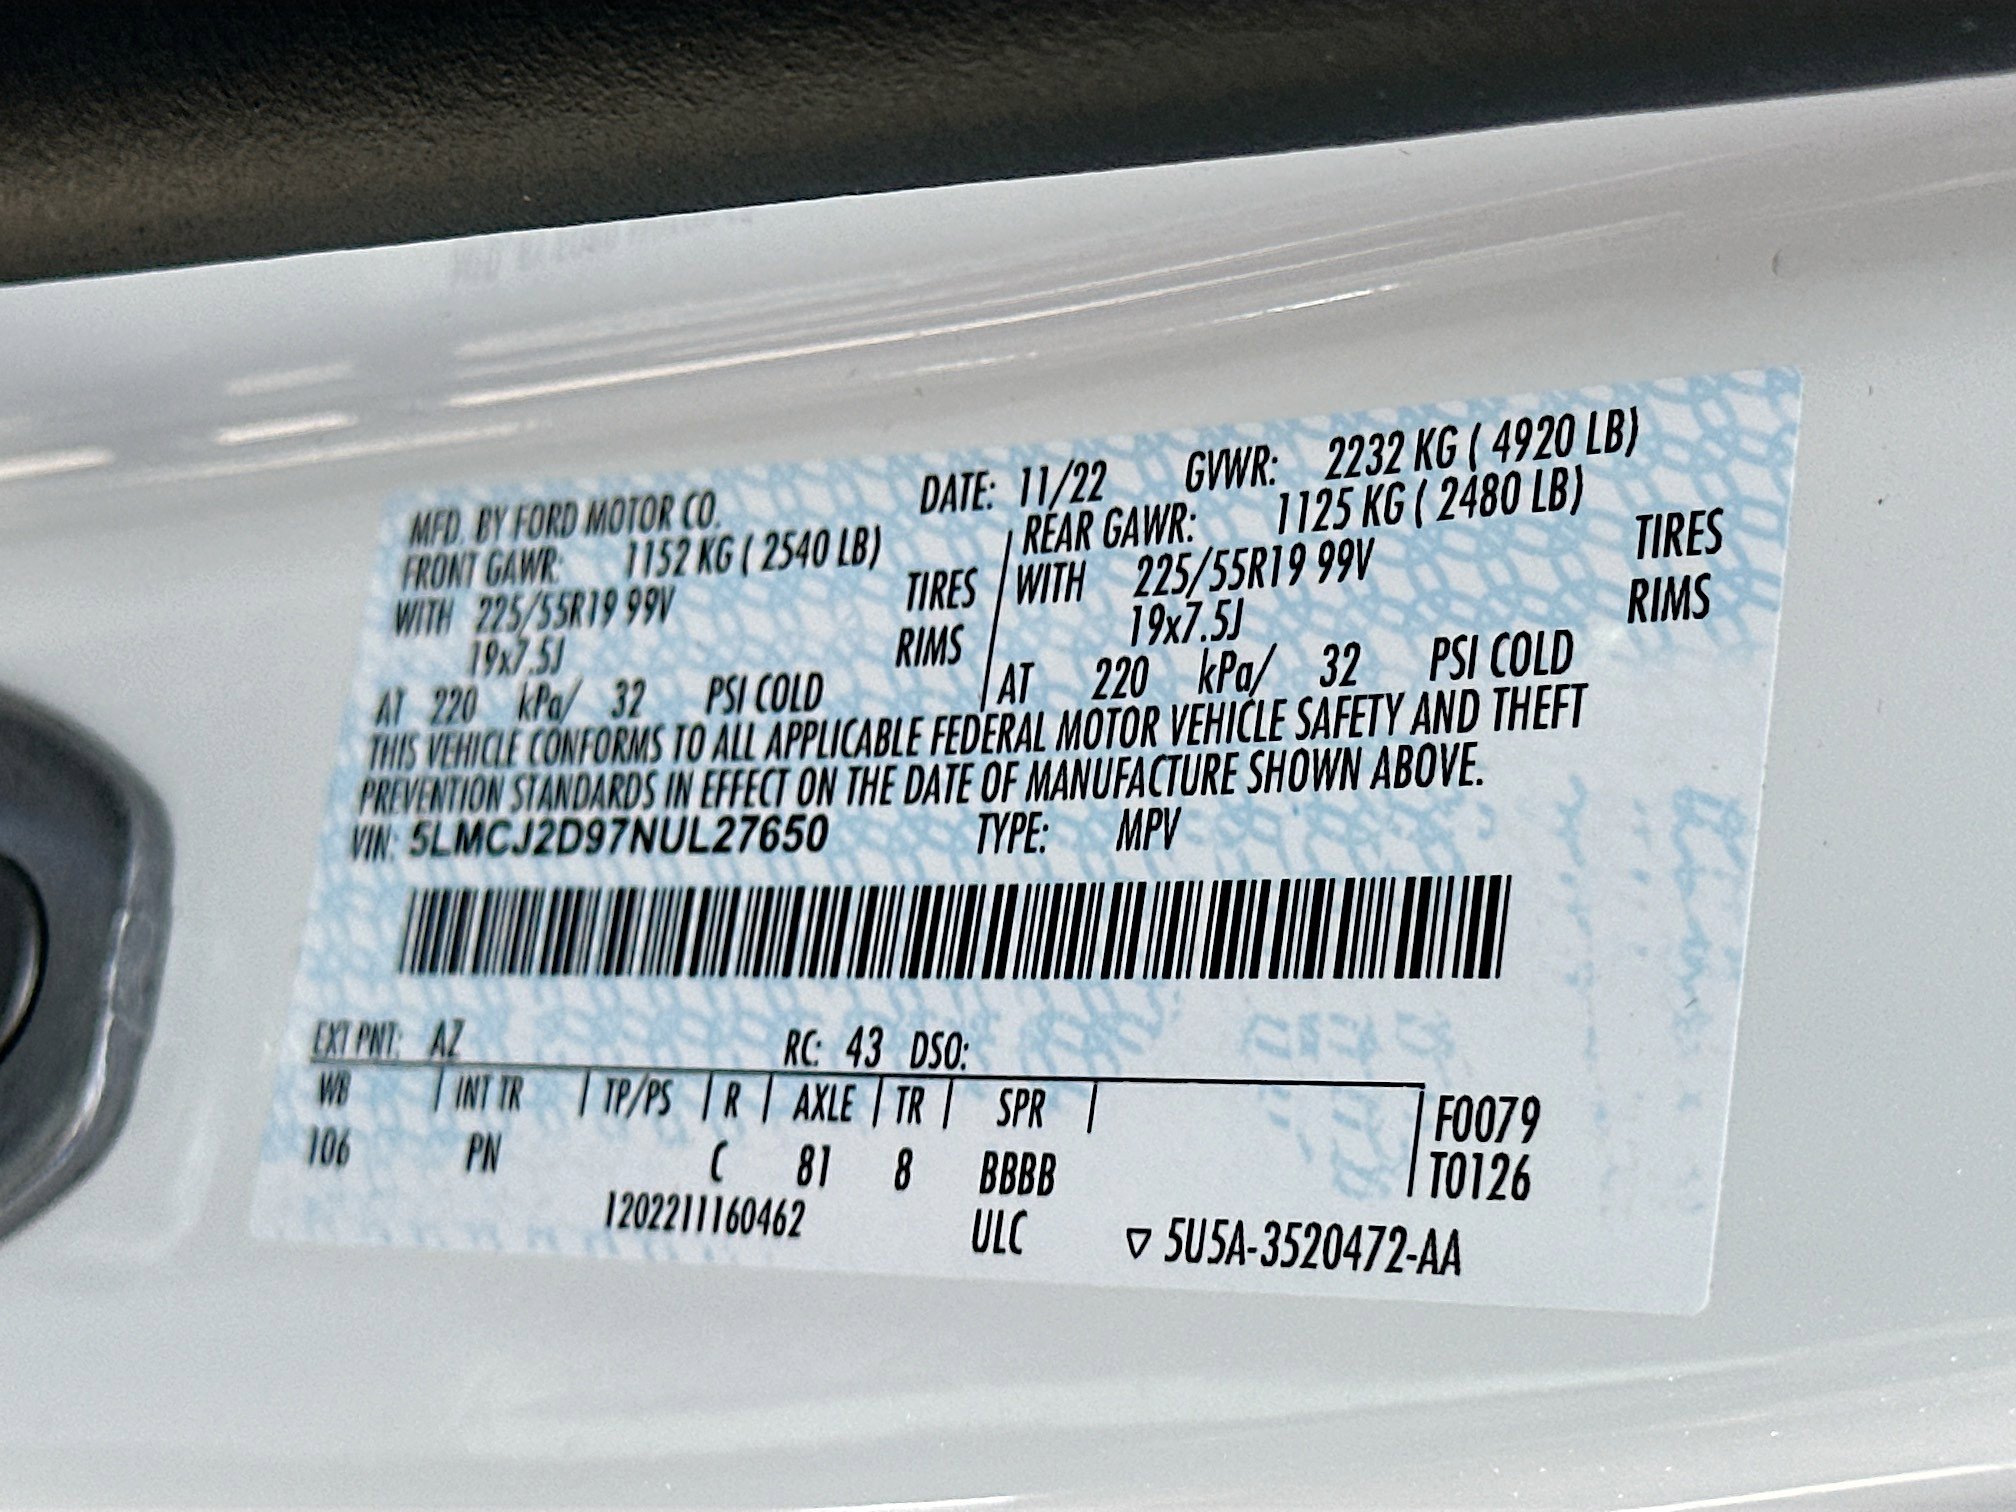 MFD. BY FORD MOTOR CO. DATE: 11/22 GVWR: 2232 KG ( 4920 LB)
FRONT GAWR: 1152 KG ( 2540 LB) REAR GAWR: 1125 KG ( 2480 LB)
WITH 225/55R19 99V TIRES WITH 225/55R19 99V TIRES
19x7.5J RIMS 19x7.5J RIMS
AT 220 kPa/ 32 PSI COLD AT 220 kPa/ 32 PSI COLD
THIS VEHICLE CONFORMS TO ALL APPLICABLE FEDERAL MOTOR VEHICLE SAFETY AND THEFT
PREVENTION STANDARDS IN EFFECT ON THE DATE OF MANUFACTURE SHOWN ABOVE.
VIN: 5LMCJ2D97NUL27650 TYPE: MPV
EXT PNT: AZ RC: 43 DSO:
WB | INT TR | TP/PS | R | AXLE | TR | SPR | F0079
106 PN C 81 8 BBBB T0126
1202211160462 ULC ▽ 5U5A-3520472-AA